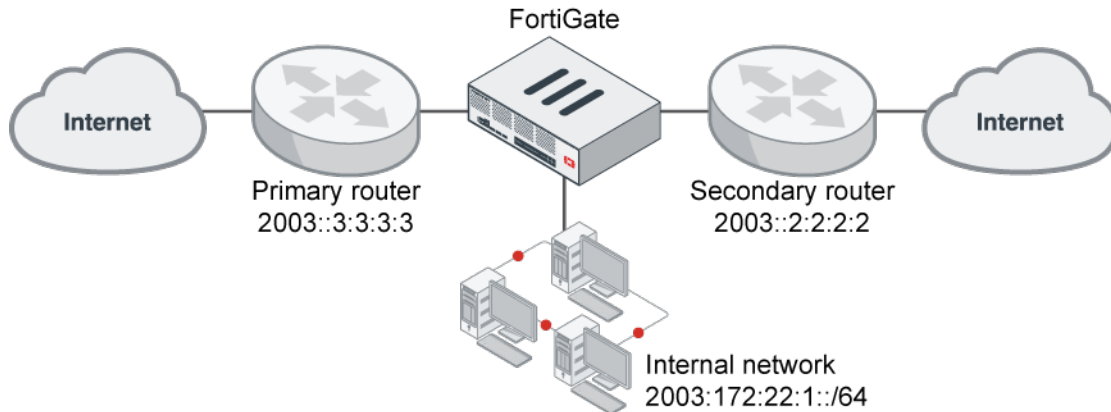 FortiGate
Internet
Internet
Primary router
2003::3:3:3:3
Secondary router
2003::2:2:2:2
Internal network
2003:172:22:1::/64